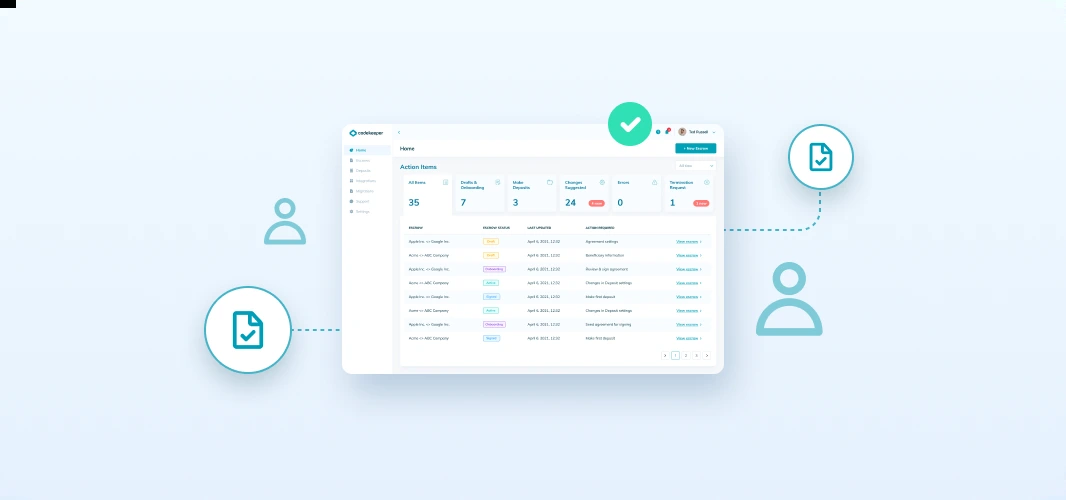 codekeeper
Ted Russell
Home
+ New Escrow
Home
Escrows
Deposits
Integrations
Support
Settings
Action Items
All Items
35
Drafts &
Onboarding
7
Make
Deposits
3
Changes
Suggested
24
Errors
0
Termination
Request
1
ESCROW
ESCROW STATUS
LAST UPDATED
ACTION REQUIRED
Apple Inc. <> Google Inc.
Draft
April 6, 2021, 12:32
Agreement settings
View escrow >
Acme <> ABC Company
Draft
April 6, 2021, 12:32
Beneficiary information
View escrow >
Apple Inc. <> Google Inc.
Onboarding
April 6, 2021, 12:32
Review & sign agreement
View escrow >
Acme <> ABC Company
Active
April 6, 2021, 12:32
Changes in Deposit settings
View escrow >
Apple Inc. <> Google Inc.
Signed
April 6, 2021, 12:32
Make first deposit
View escrow >
Acme <> ABC Company
Active
April 6, 2021, 12:32
Changes in Deposit settings
View escrow >
Apple Inc. <> Google Inc.
Onboarding
April 6, 2021, 12:32
Send agreement for signing
View escrow >
Acme <> ABC Company
Signed
April 6, 2021, 12:32
Make first deposit
View escrow >
1 2 3